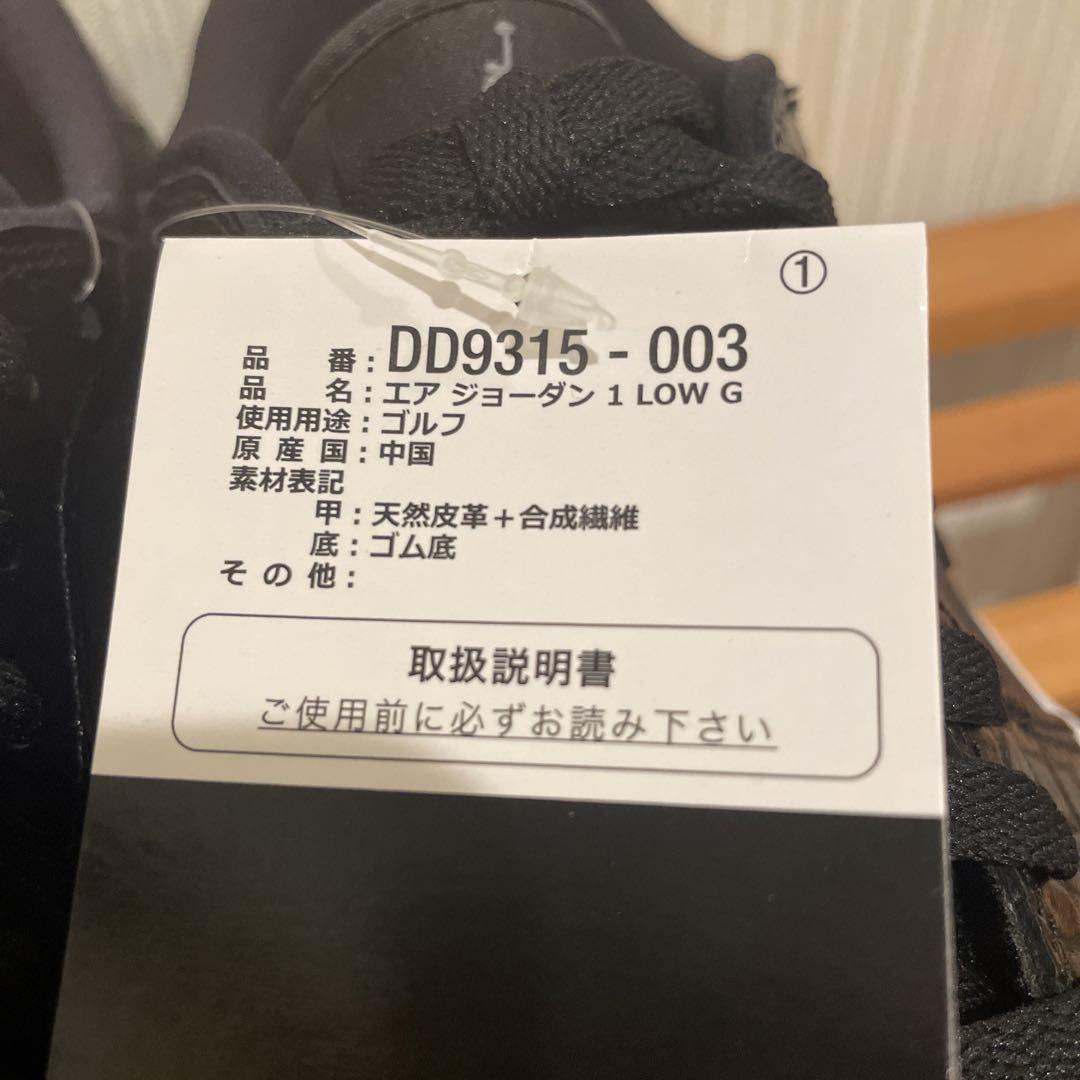 ①
品 番：DD9315 - 003
品 名：エア ジョーダン 1 LOW G
使用用途：ゴルフ
原 産 国：中国
素材表記
甲：天然皮革＋合成繊維
底：ゴム底
そ の 他：
取扱説明書
ご使用前に必ずお読み下さい